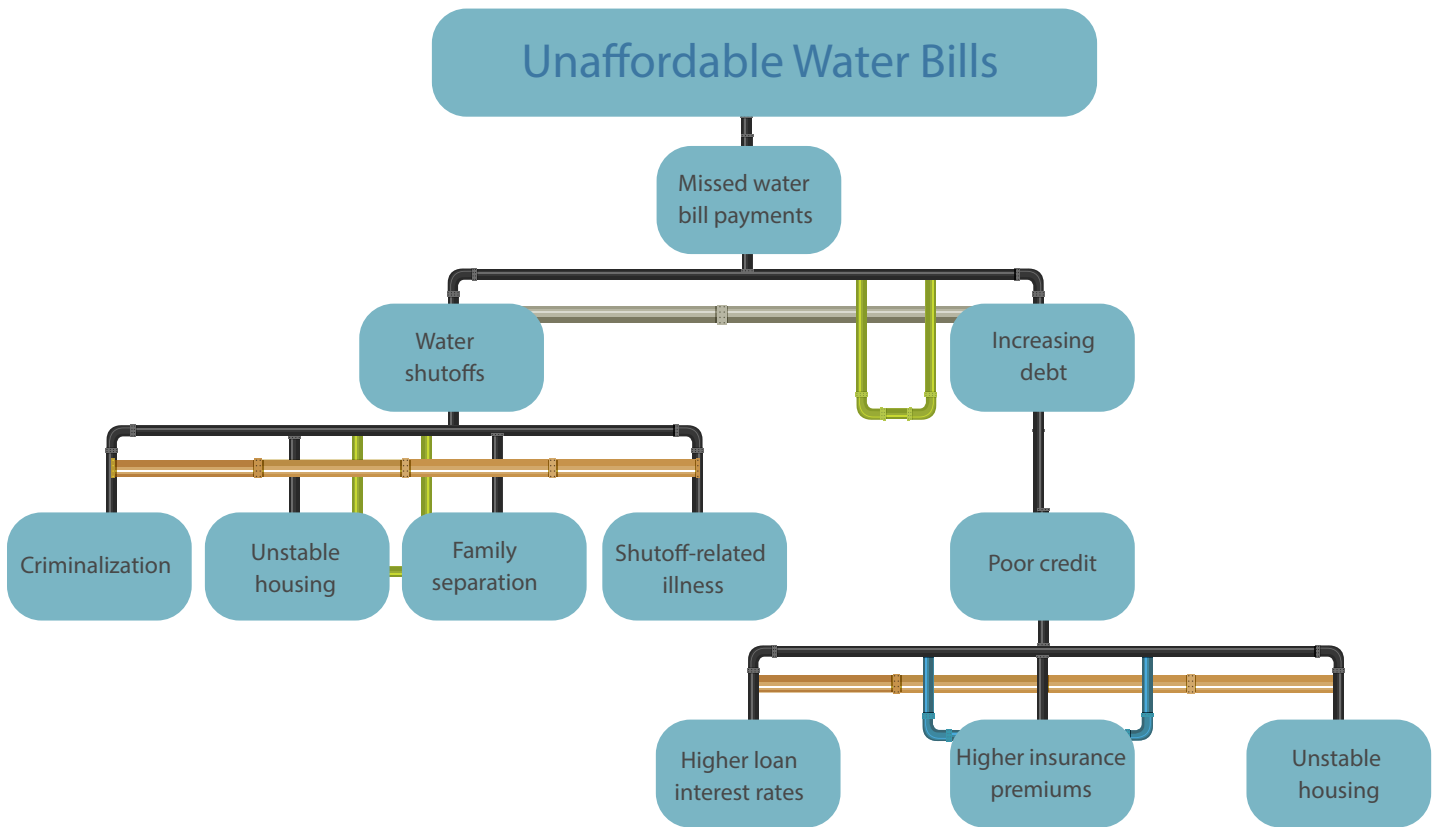 Unaffordable Water Bills
Missed water
bill payments
Water
shutoffs
Increasing
debt
Criminalization
Unstable
housing
Family
separation
Shutoff-related
illness
Poor credit
Higher loan
interest rates
Higher insurance
premiums
Unstable
housing